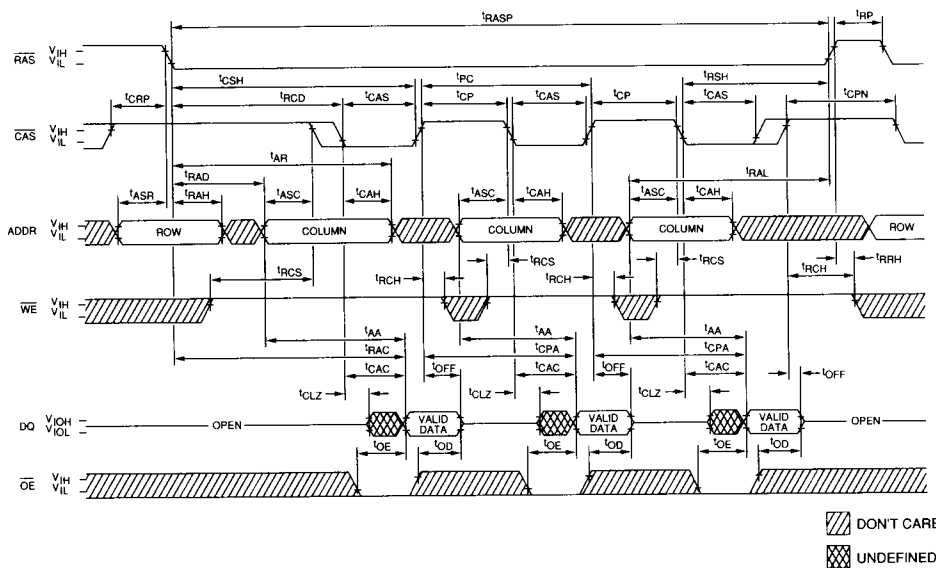 tRASP tRP
RAS VIH
VIL
tCSH tPC tRSH
tCRP tRCD tCAS tCP tCAS tCP tCAS tCPN
CAS VIH
VIL
tAR
tRAD tRAL
tASR tRAH tASC tCAH tASC tCAH tASC tCAH
ADDR VIH
VIL
ROW COLUMN COLUMN COLUMN ROW
tRCS tRCH tRCS tRCH tRCS tRCH tRRH
WE VIH
VIL
tAA tAA tAA
tRAC tCPA tCPA
tCAC tOFF tCAC tOFF tCAC tOFF
tCLZ tCLZ tCLZ
DQ VIOH
VIOL
OPEN VALID DATA VALID DATA VALID DATA OPEN
tOE tOD tOE tOD tOE tOD
OE VIH
VIL
DON'T CARE
UNDEFINED